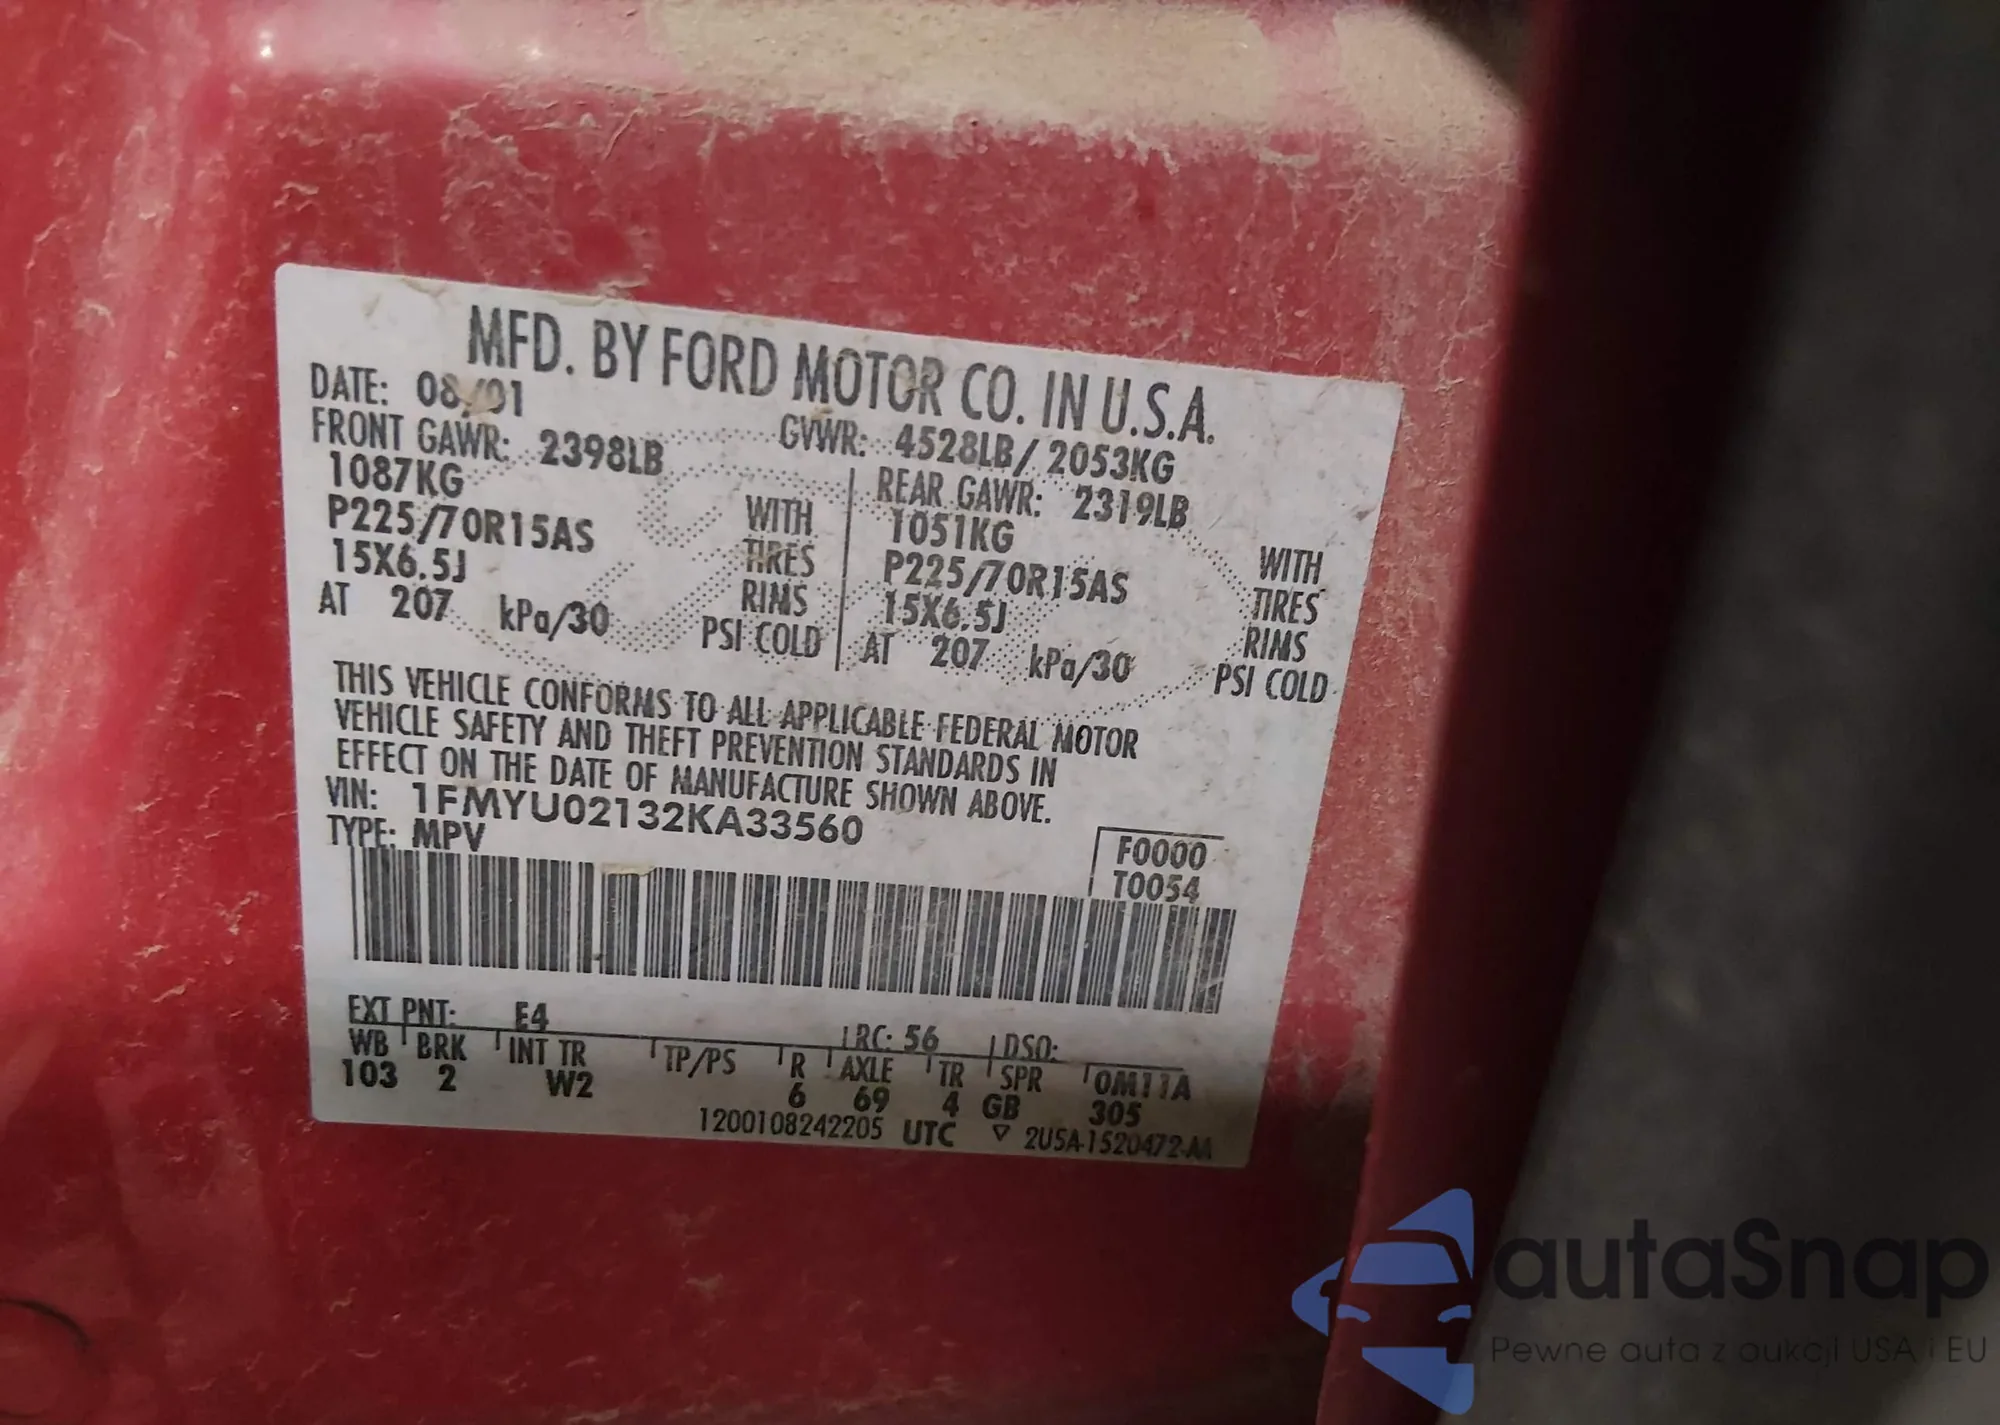 MFD. BY FORD MOTOR CO. IN U.S.A.
DATE: 08/01
GVWR: 4528LB/ 2053KG
FRONT GAWR: 2398LB
1087KG
WITH
P225/70R15AS
TIRES
15X6.5J
RIMS
AT 207 kPa/30 PSI COLD
REAR GAWR: 2319LB
1051KG
WITH
P225/70R15AS
TIRES
15X6.5J
RIMS
AT 207 kPa/30 PSI COLD
THIS VEHICLE CONFORMS TO ALL APPLICABLE FEDERAL MOTOR
VEHICLE SAFETY AND THEFT PREVENTION STANDARDS IN
EFFECT ON THE DATE OF MANUFACTURE SHOWN ABOVE.
VIN: 1FMYU02132KA33560
TYPE: MPV
F0000
T0054
EXT PNT: E4 RC: 56 DSO:
WB BRK INT TR TP/PS R AXLE TR SPR 0M11A
103 2 W2 6 69 4 GB 305
1200108242205 UTC ▽ 2U5A-1520472-AA
autaSnap
Pewne auta z aukcji USA i EU